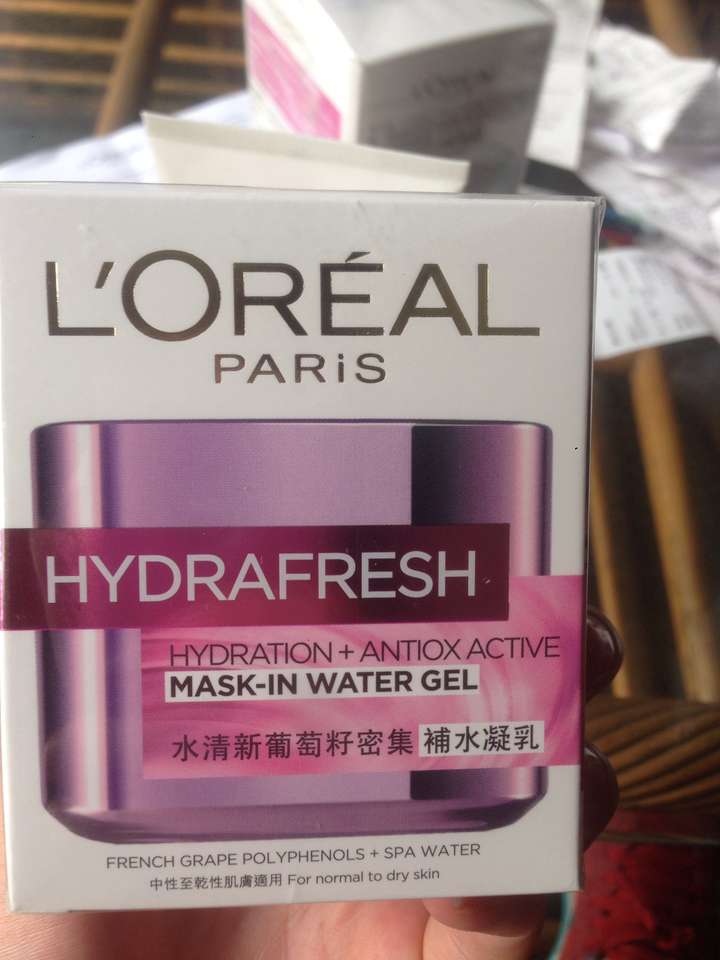 L'ORÉAL
L'ORÉAL
PARiS
HYDRAFRESH
HYDRATION + ANTIOX ACTIVE
MASK-IN WATER GEL
水清新葡萄籽密集 補水凝乳
FRENCH GRAPE POLYPHENOLS + SPA WATER
中性至乾性肌膚適用 For normal to dry skin